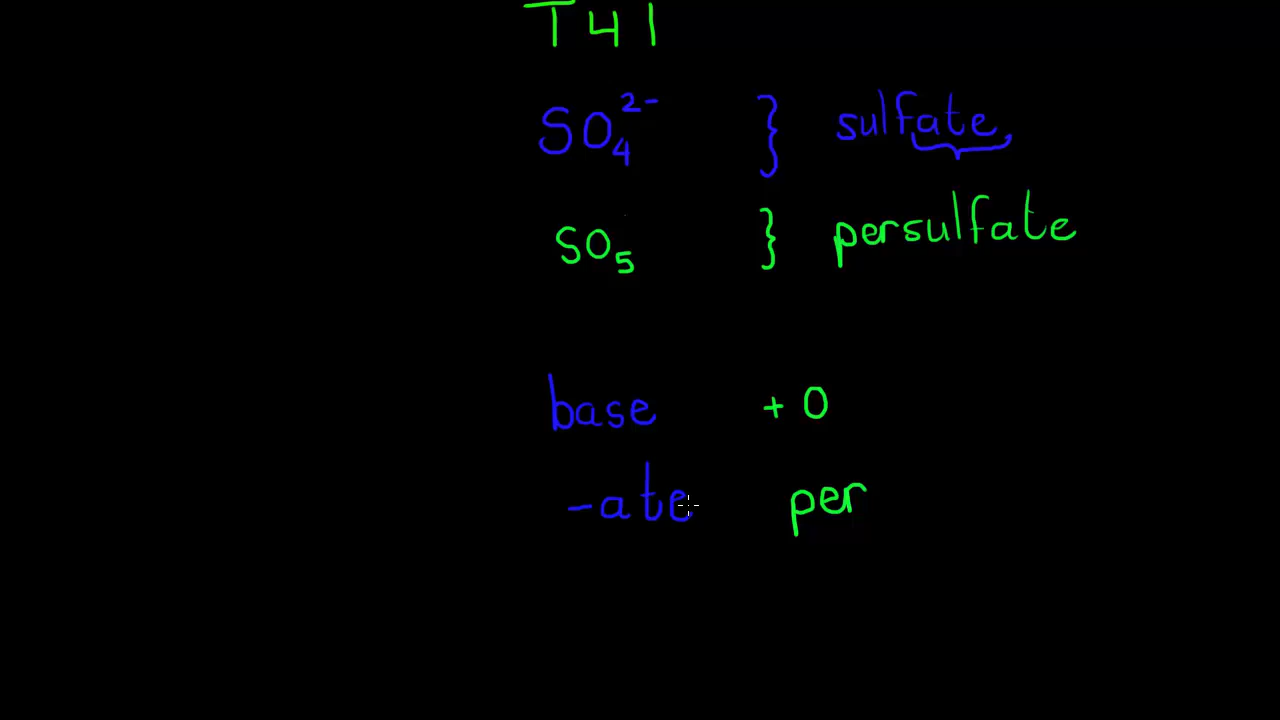 T41
SO₄²⁻ } sulfate
SO₅ } persulfate
base + O
-ate per